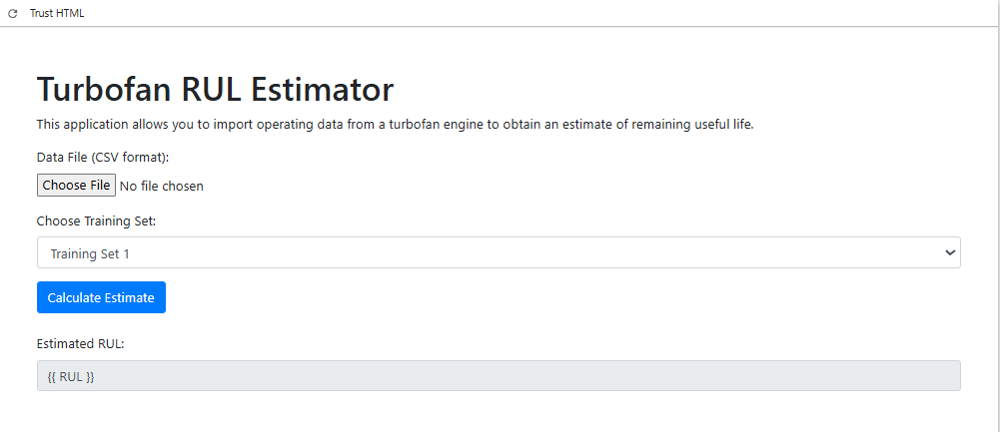 Trust HTML
Turbofan RUL Estimator
This application allows you to import operating data from a turbofan engine to obtain an estimate of remaining useful life.
Data File (CSV format):
Choose File No file chosen
Choose Training Set:
Training Set 1
Calculate Estimate
Estimated RUL:
{{ RUL }}